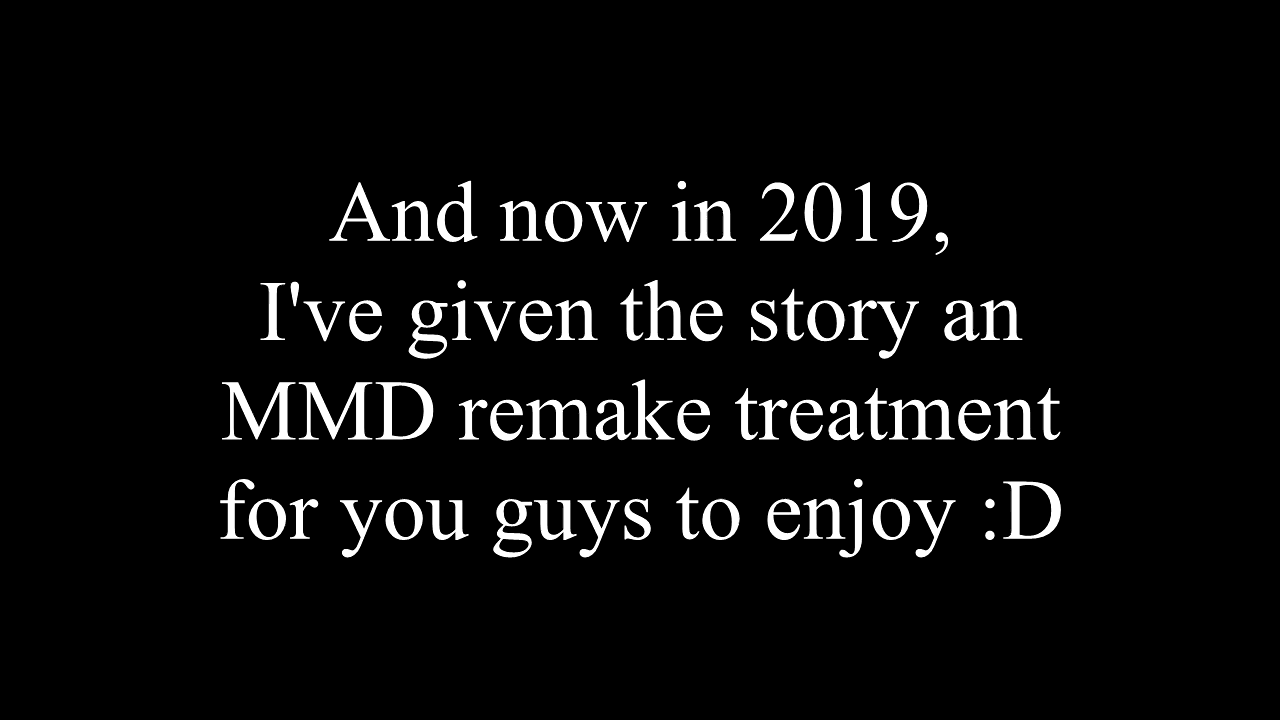 And now in 2019,
I've given the story an
MMD remake treatment
for you guys to enjoy :D